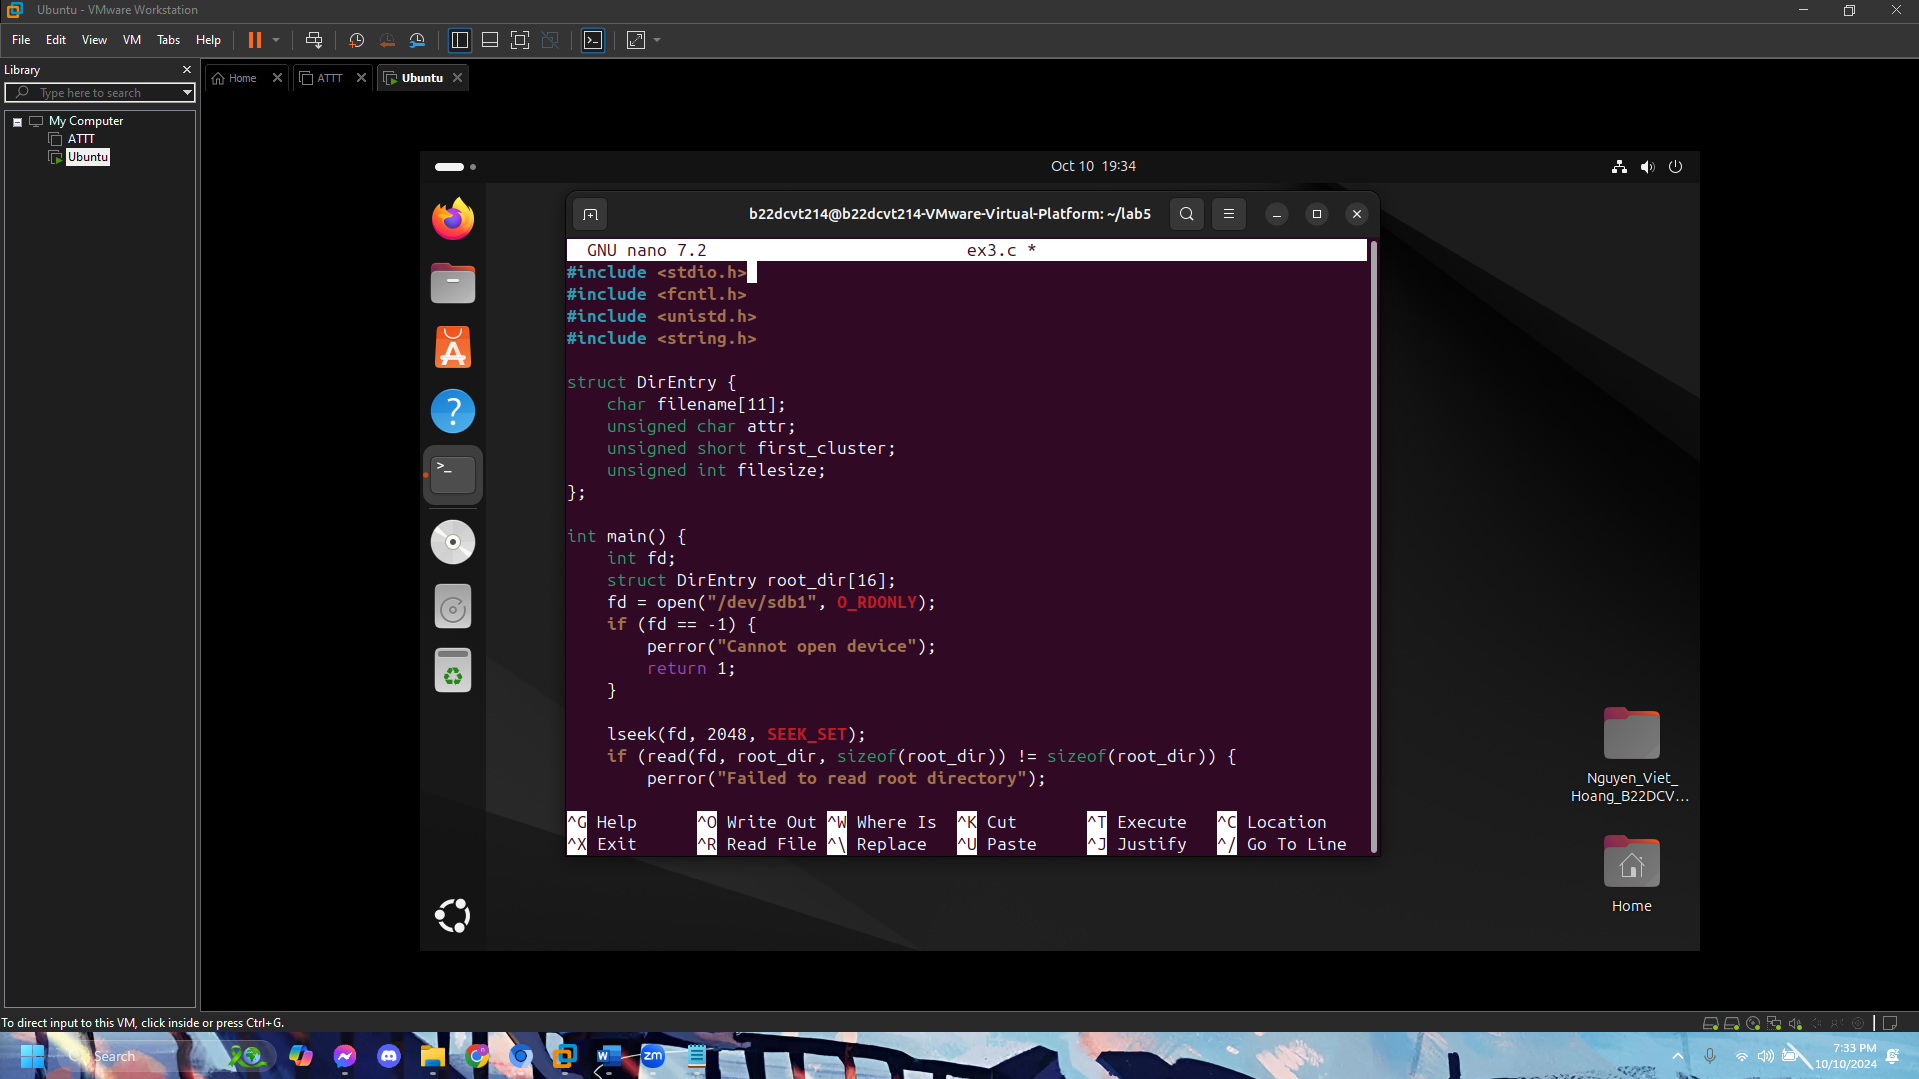 Ubuntu - VMware Workstation
File Edit View VM Tabs Help
Library
Type here to search
My Computer
ATTT
Ubuntu
Home
ATTT
Ubuntu
Oct 10 19:34
b22dcvt214@b22dcvt214-VMware-Virtual-Platform: ~/lab5
GNU nano 7.2 ex3.c *
#include <stdio.h>
#include <fcntl.h>
#include <unistd.h>
#include <string.h>
struct DirEntry {
    char filename[11];
    unsigned char attr;
    unsigned short first_cluster;
    unsigned int filesize;
};
int main() {
    int fd;
    struct DirEntry root_dir[16];
    fd = open("/dev/sdb1", O_RDONLY);
    if (fd == -1) {
        perror("Cannot open device");
        return 1;
    }
    lseek(fd, 2048, SEEK_SET);
    if (read(fd, root_dir, sizeof(root_dir)) != sizeof(root_dir)) {
        perror("Failed to read root directory");
^G Help ^O Write Out ^W Where Is ^K Cut ^T Execute ^C Location
^X Exit ^R Read File ^\ Replace ^U Paste ^J Justify ^/ Go To Line
Nguyen_Viet_
Hoang_B22DCV...
Home
To direct input to this VM, click inside or press Ctrl+G.
Search
W
zm
7:33 PM
10/10/2024